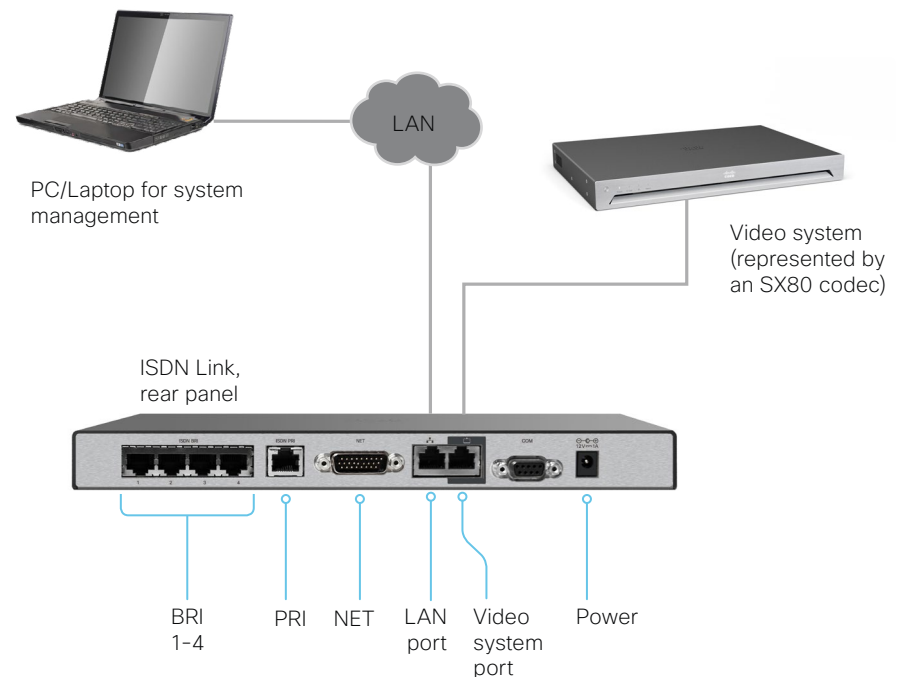 LAN
PC/Laptop for system
management
Video system
(represented by
an SX80 codec)
ISDN Link,
rear panel
ISDN BRI
ISDN PRI
NET
COM
12V 1A
1 2 3 4
BRI
1-4
PRI
NET
LAN
port
Video
system
port
Power